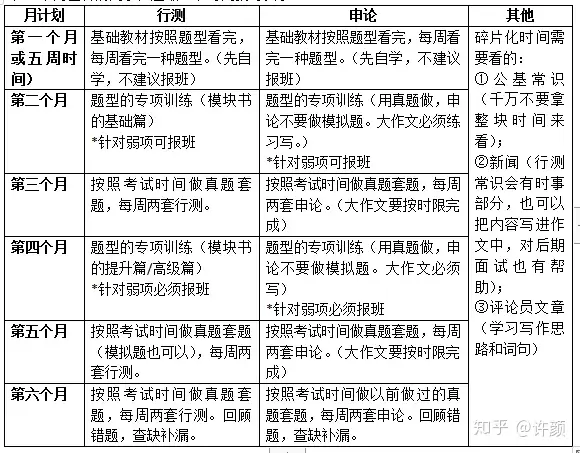 月计划 行测 申论 其他
第一个月
或五周时
间）
基础教材按照题型看完，
每周看完一种题型。（先自
学，不建议报班）
基础教材按照题型看完，每周看
完一种题型。（先自学，不建议
报班）
第二个月
题型的专项训练（模块书
的基础篇）
*针对弱项可报班
题型的专项训练（用真题做，申
论不要做模拟题。大作文必须练
习写。）
*针对弱项可报班
第三个月
按照考试时间做真题套
题，每周两套行测。
按照考试时间做真题套题，每周
两套申论。（大作文要按时限完
成）
第四个月
题型的专项训练（模块书
的提升篇/高级篇）
*针对弱项必须报班
题型的专项训练（用真题做，申
论不要做模拟题。大作文必须
写）
*针对弱项必须报班
第五个月
按照考试时间做真题套题
（模拟题也可以），每周两
套行测。
按照考试时间做真题套题，每周
两套申论。（大作文要按时限完
成）
第六个月
按照考试时间做真题套
题，每周两套行测。回顾
错题，查缺补漏。
按照考试时间做以前做过的真
题套题，每周两套申论。回顾错
题，查缺补漏。
碎片化时间需
要看的：
①公基常识
（千万不要拿
整块时间来
看）；
②新闻（行测
常识会有时事
部分，也可以
把内容写进作
文中，对后期
面试也有帮
助）；
③评论员文章
（学习写作思
路和词句）
知乎 @许颜